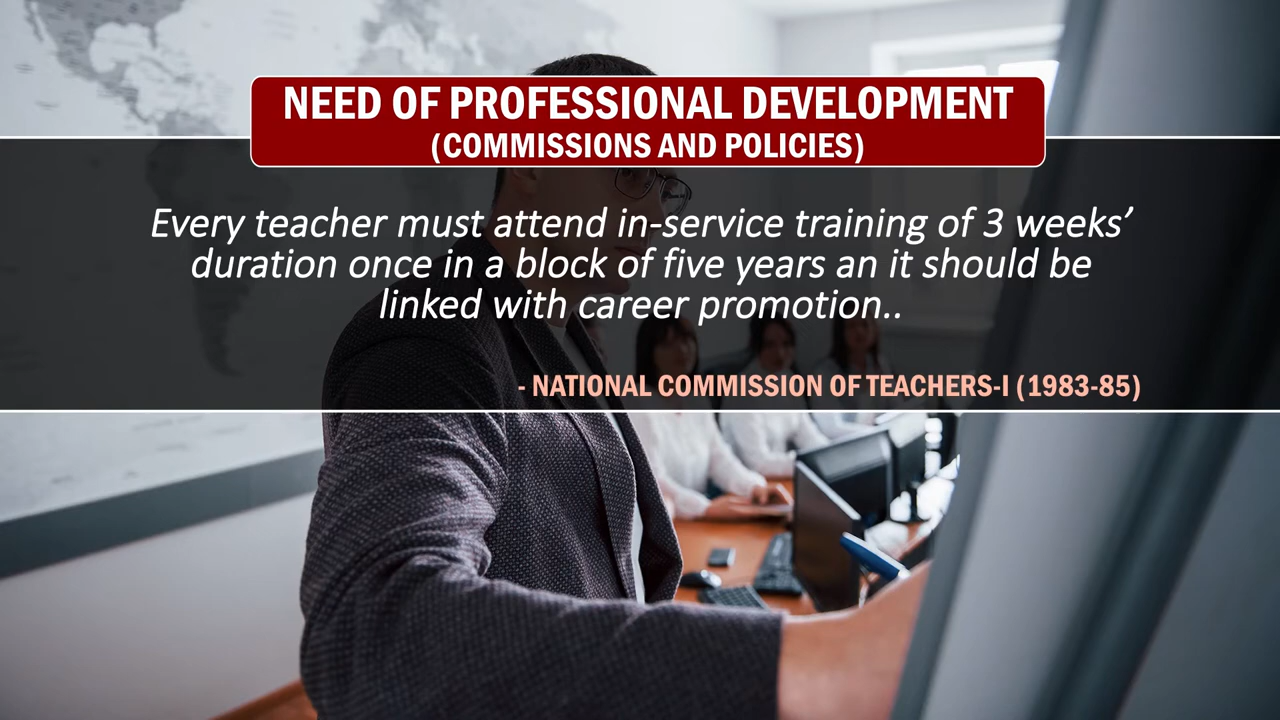 NEED OF PROFESSIONAL DEVELOPMENT
(COMMISSIONS AND POLICIES)
Every teacher must attend in-service training of 3 weeks’
duration once in a block of five years an it should be
linked with career promotion..
- NATIONAL COMMISSION OF TEACHERS-I (1983-85)